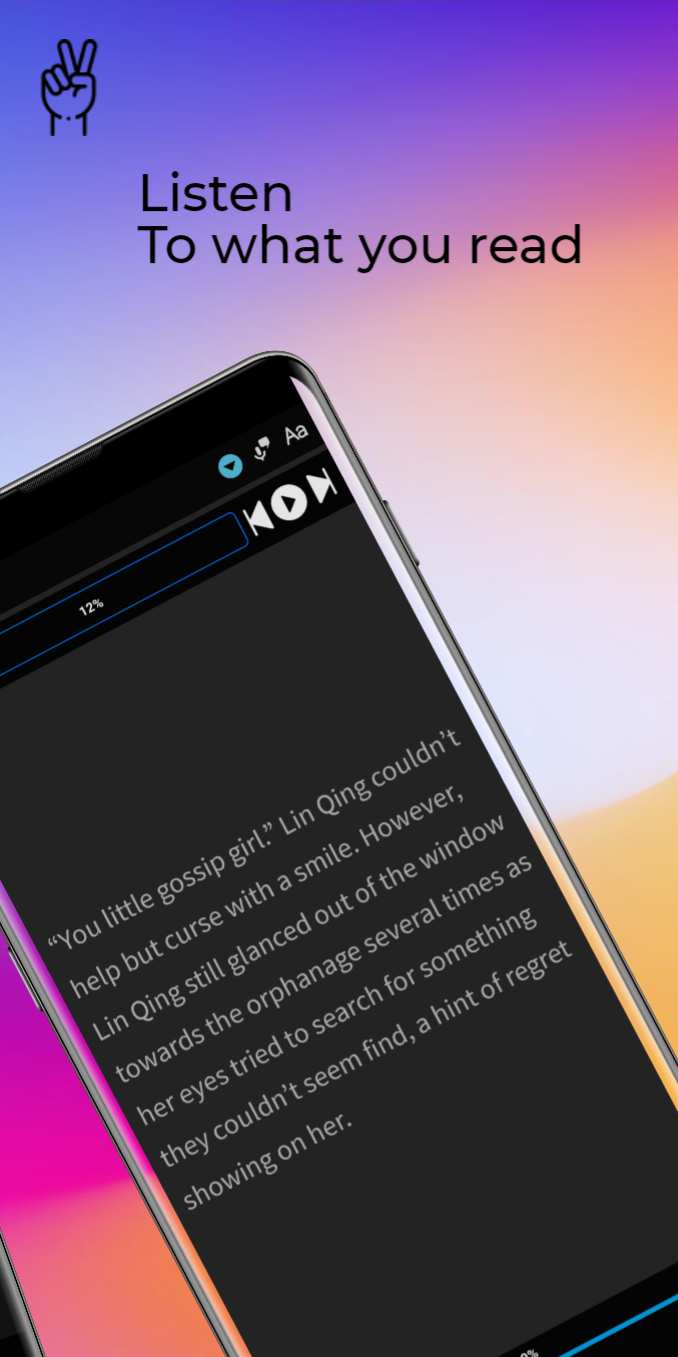 Listen
To what you read
Aa
12%
“You little gossip girl.” Lin Qing couldn’t
help but curse with a smile. However,
Lin Qing still glanced out of the window
towards the orphanage several times as
her eyes tried to search for something
they couldn’t seem find, a hint of regret
showing on her.